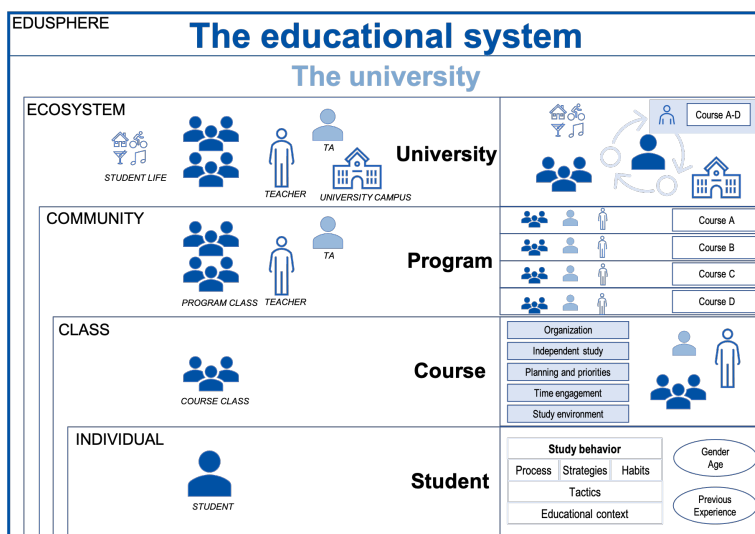 EDUSPHERE
The educational system
The university
ECOSYSTEM
STUDENT LIFE
TEACHER
TA
UNIVERSITY CAMPUS
University
Course A-D
COMMUNITY
PROGRAM CLASS
TEACHER
TA
Program
Course A
Course B
Course C
Course D
CLASS
COURSE CLASS
Course
Organization
Independent study
Planning and priorities
Time engagement
Study environment
INDIVIDUAL
STUDENT
Student
Study behavior
Process Strategies Habits
Tactics
Educational context
Gender
Age
Previous
Experience